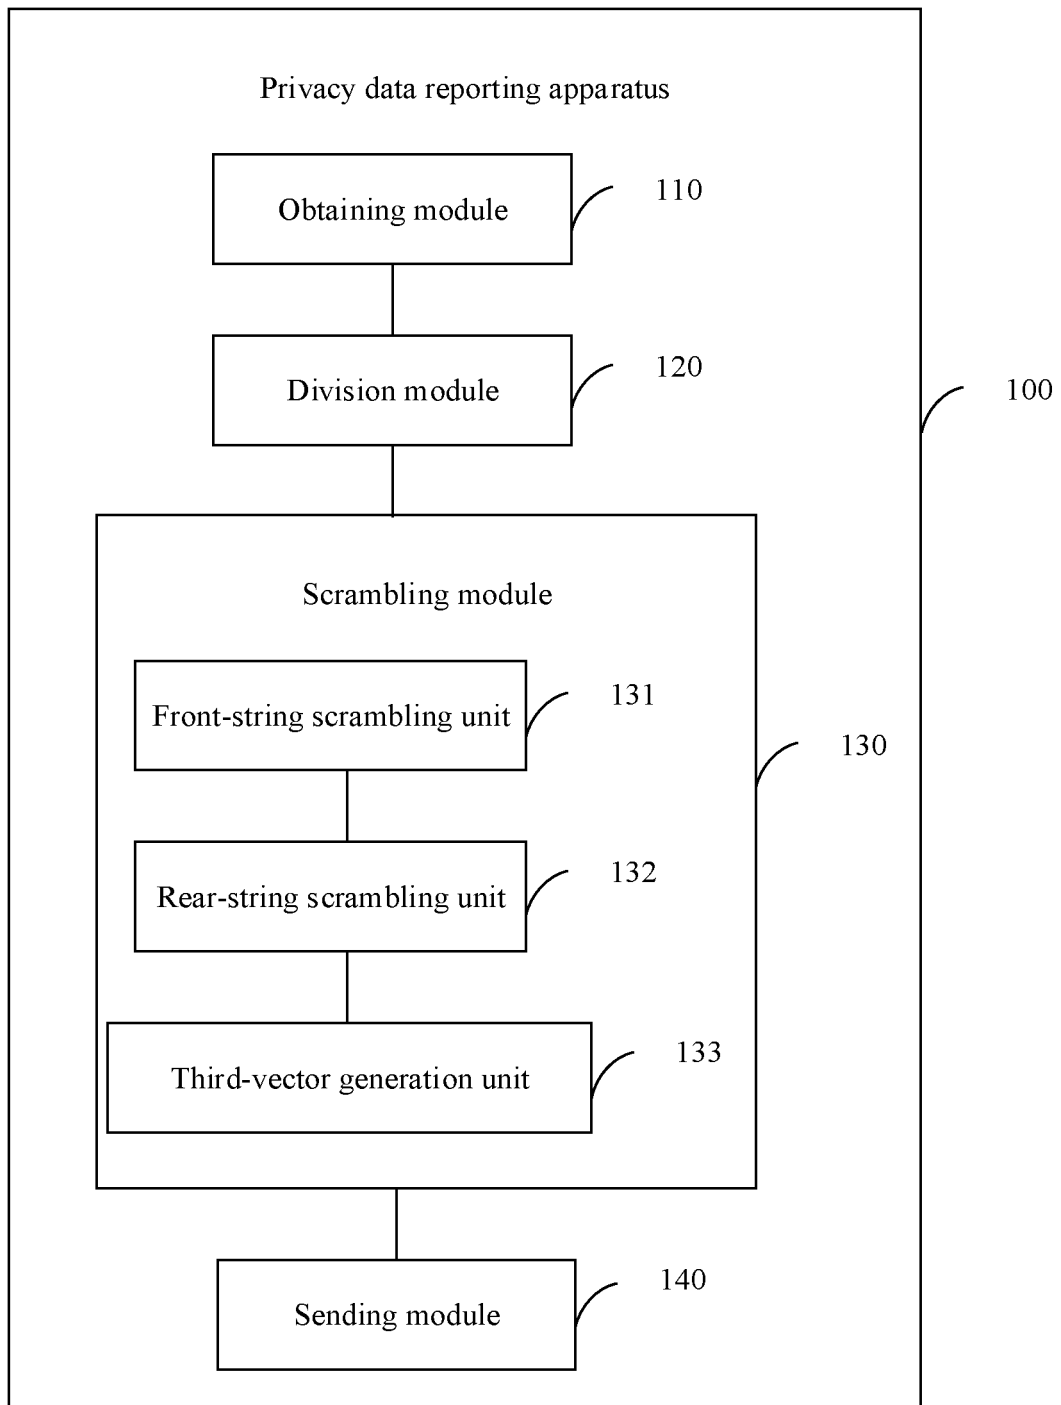 Privacy data reporting apparatus
Obtaining module
110
Division module
120
100
Scrambling module
Front-string scrambling unit
131
130
Rear-string scrambling unit
132
Third-vector generation unit
133
Sending module
140